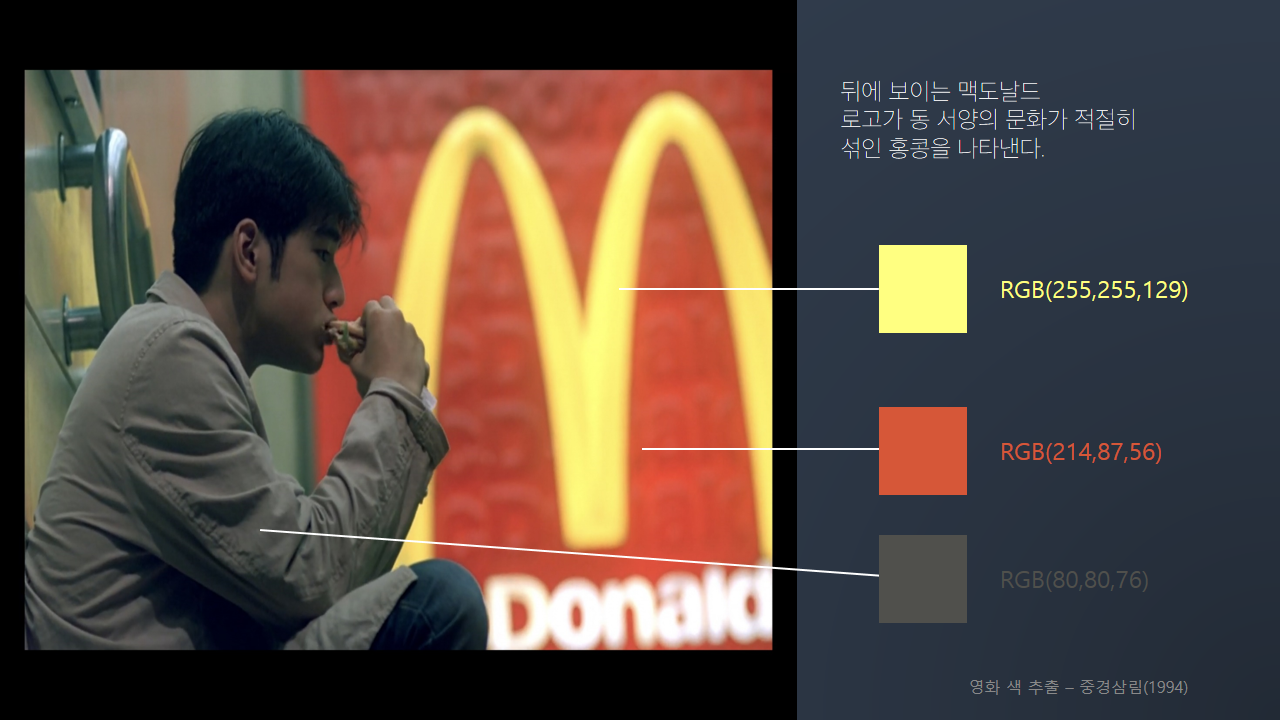 뒤에 보이는 맥도날드
로고가 동 서양의 문화가 적절히
섞인 홍콩을 나타낸다.
RGB(255,255,129)
RGB(214,87,56)
RGB(80,80,76)
Donald
영화 색 추출 – 중경삼림(1994)